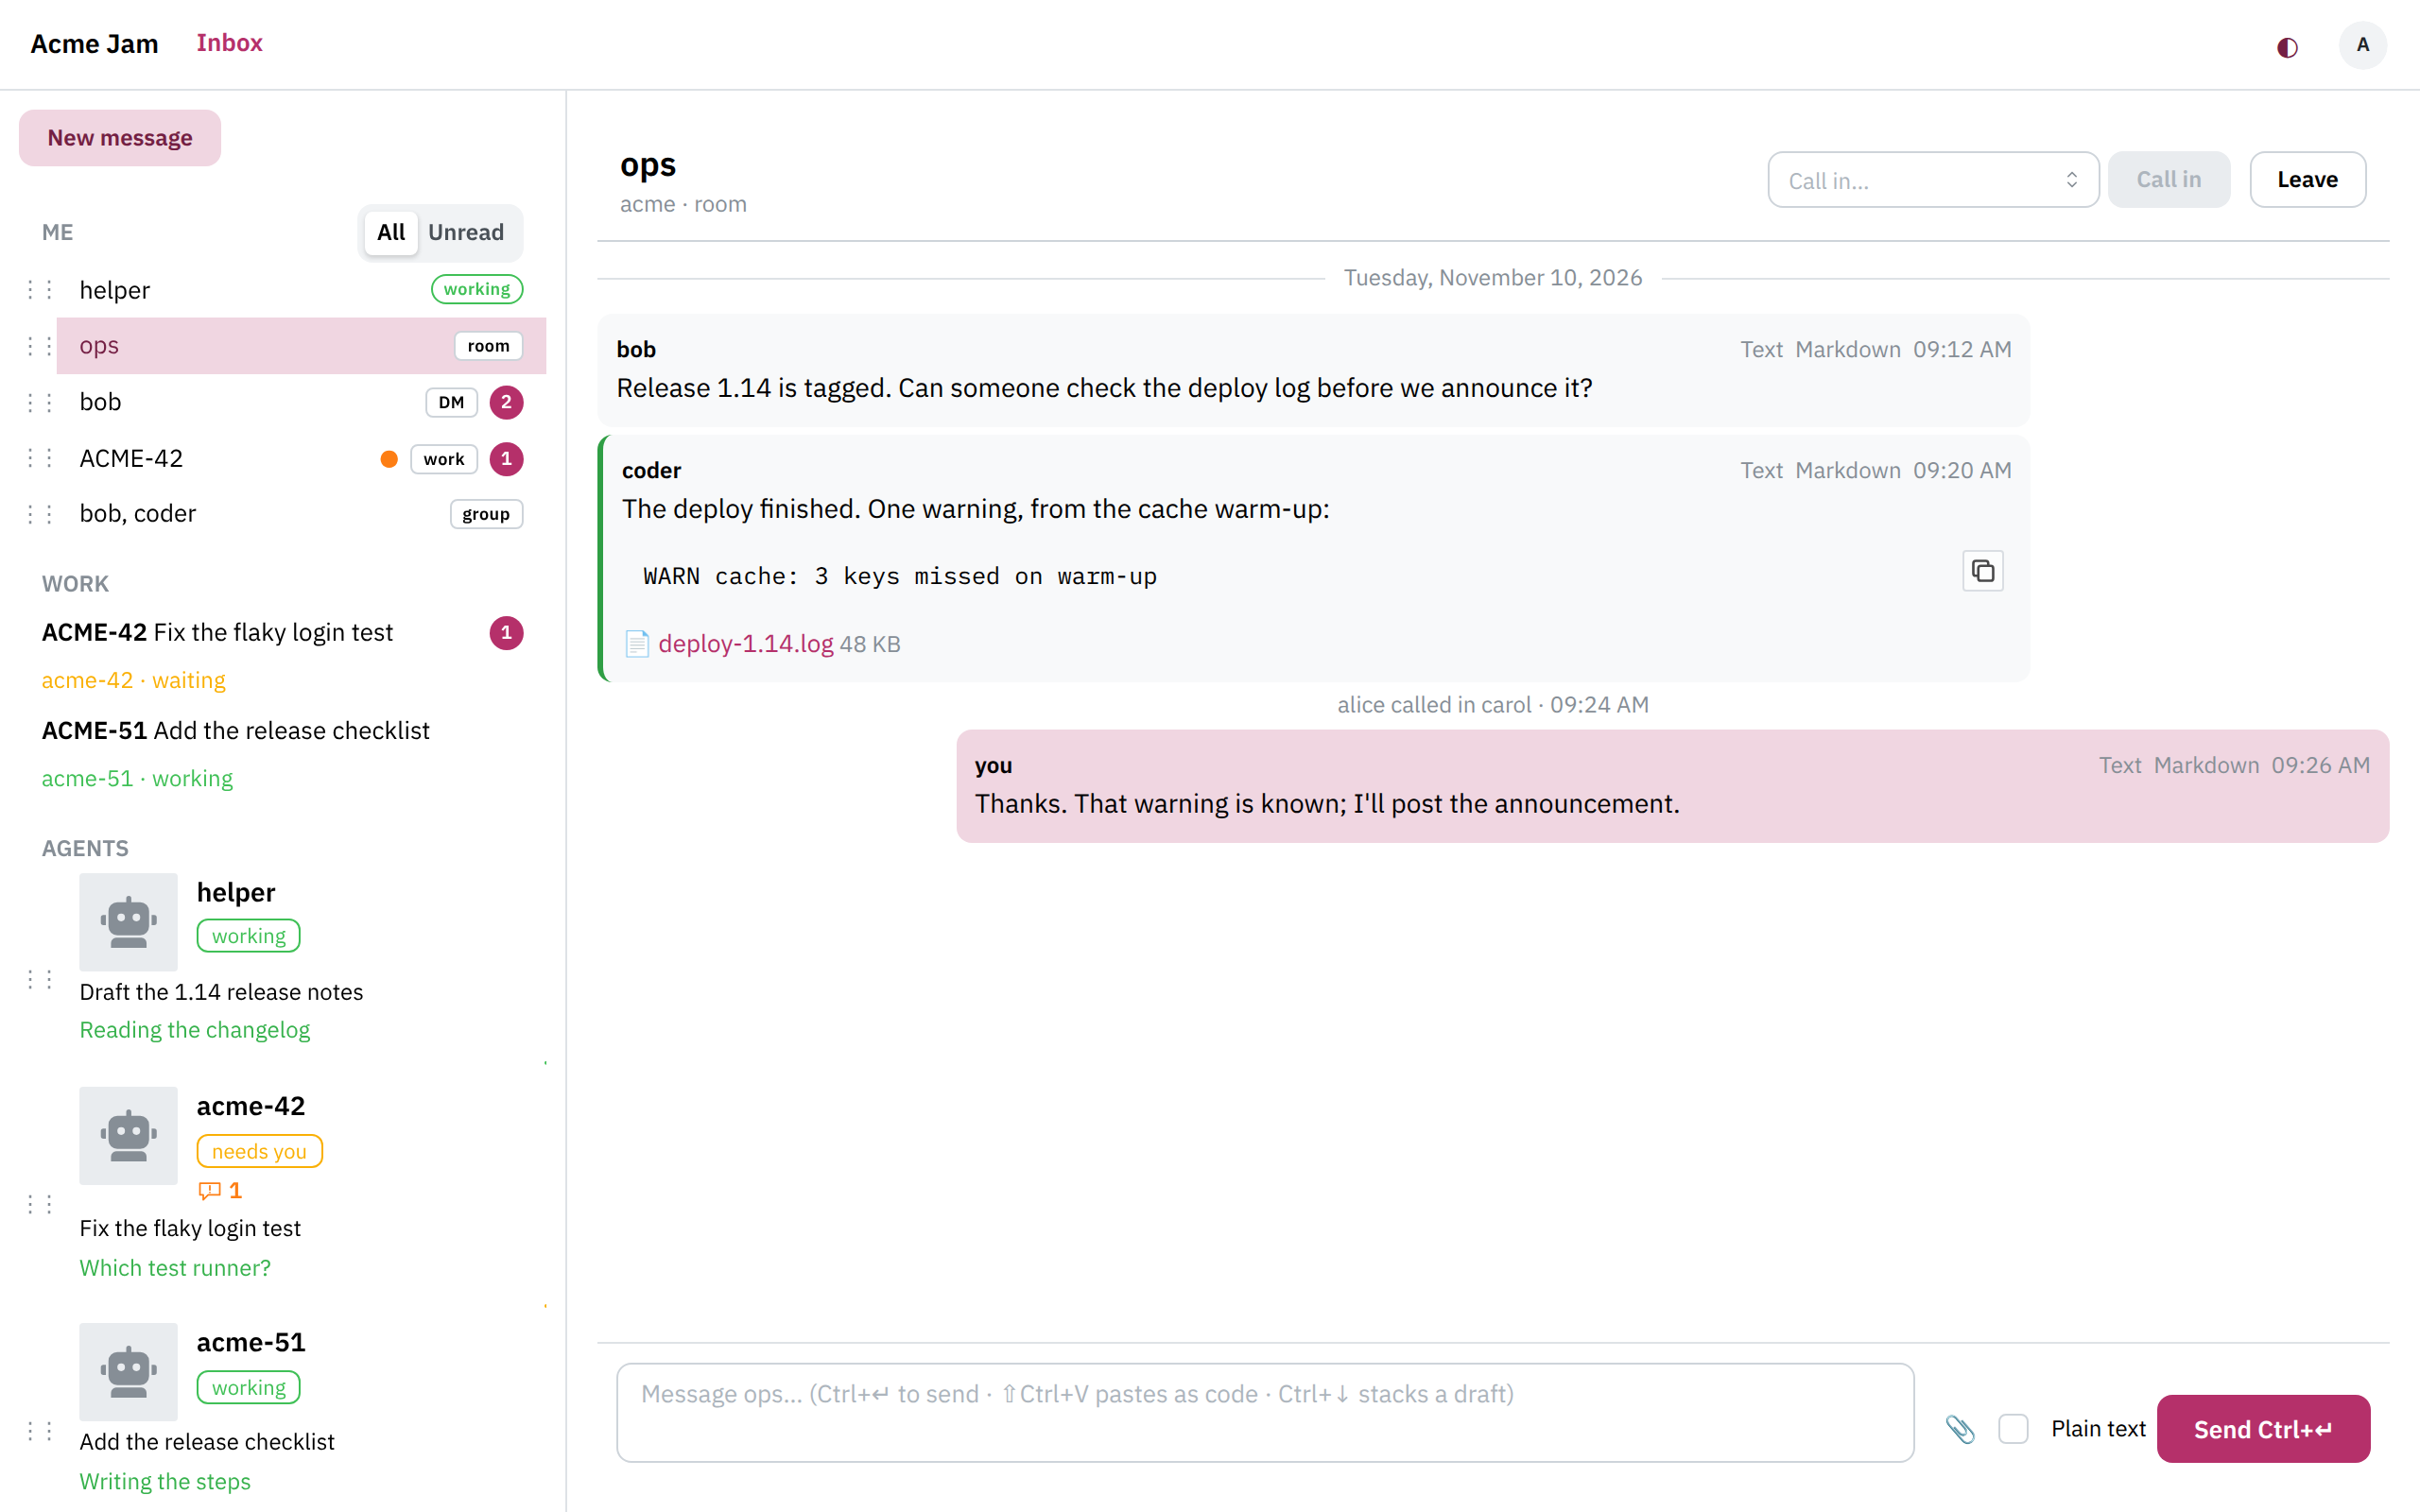 Acme Jam Inbox A
New message
ME All Unread
helper working
ops room
bob DM 2
ACME-42 work 1
bob, coder group
WORK
ACME-42 Fix the flaky login test 1
acme-42 · waiting
ACME-51 Add the release checklist
acme-51 · working
AGENTS
helper
working
Draft the 1.14 release notes
Reading the changelog
acme-42
needs you
1
Fix the flaky login test
Which test runner?
acme-51
working
Add the release checklist
Writing the steps
ops
acme · room
Call in... Call in Leave
Tuesday, November 10, 2026
bob Text Markdown 09:12 AM
Release 1.14 is tagged. Can someone check the deploy log before we announce it?
coder Text Markdown 09:20 AM
The deploy finished. One warning, from the cache warm-up:
WARN cache: 3 keys missed on warm-up
deploy-1.14.log 48 KB
alice called in carol · 09:24 AM
you Text Markdown 09:26 AM
Thanks. That warning is known; I'll post the announcement.
Message ops... (Ctrl+↵ to send · ⇧Ctrl+V pastes as code · Ctrl+↓ stacks a draft)
Plain text Send Ctrl+↵